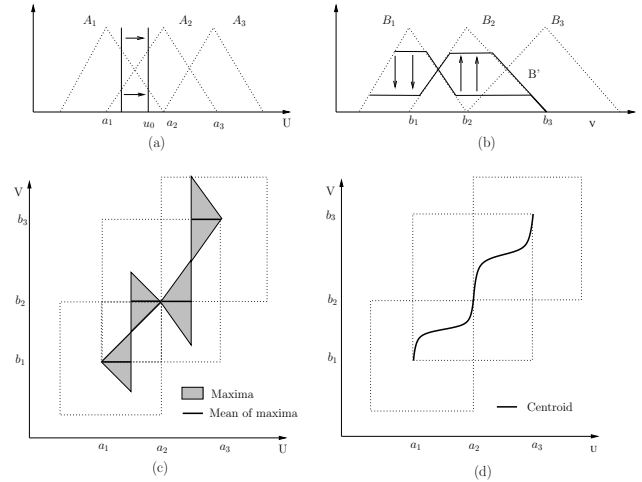 A₁ A₂ A₃
a₁ u₀ a₂ a₃ U
(a)
B₁ B₂ B₃
B'
b₁ b₂ b₃ v
(b)
V
b₃
b₂
b₁
Maxima
Mean of maxima
a₁ a₂ a₃ U
(c)
V
b₃
b₂
b₁
Centroid
a₁ a₂ a₃ U
(d)